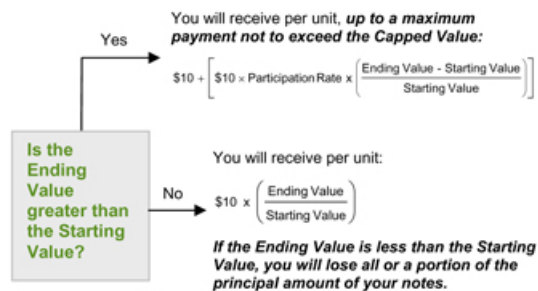 You will receive per unit, up to a maximum
payment not to exceed the Capped Value:
Yes
$10 + [ $10 × Participation Rate x ( Ending Value - Starting Value / Starting Value ) ]
Is the
Ending
Value
greater than
the Starting
Value?
No
You will receive per unit:
$10 x ( Ending Value / Starting Value )
If the Ending Value is less than the Starting
Value, you will lose all or a portion of the
principal amount of your notes.